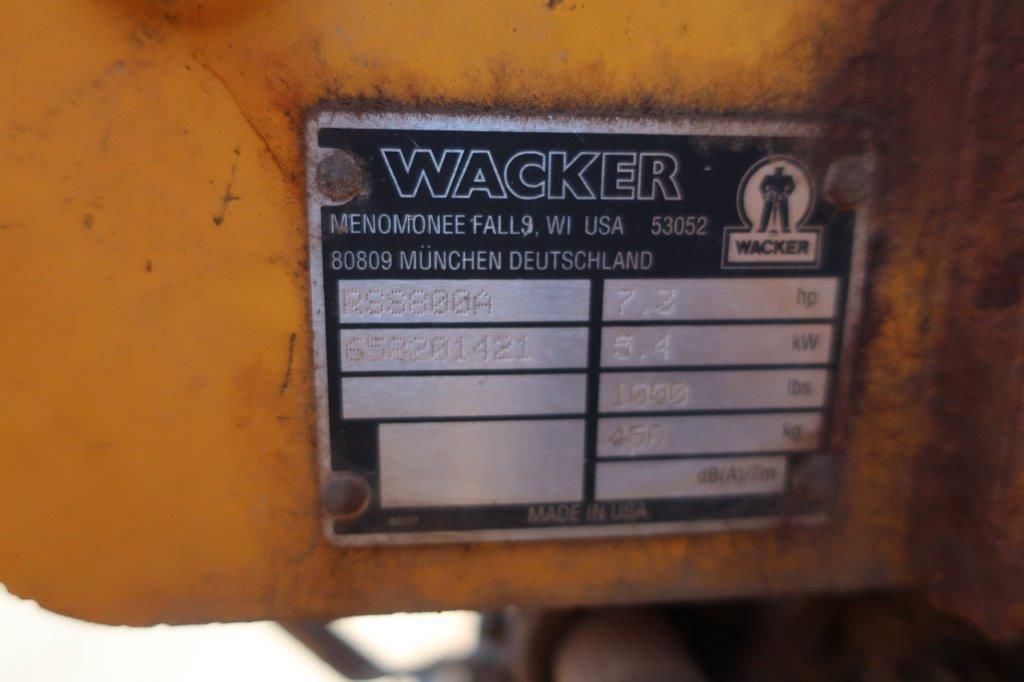 WACKER
MENOMONEE FALLS, WI USA 53052
80809 MÜNCHEN DEUTSCHLAND
WACKER
RSS800A
7.3 hp
658201421
5.4 kW
1000 lbs
450 kg
dB(A)/7m
MADE IN USA